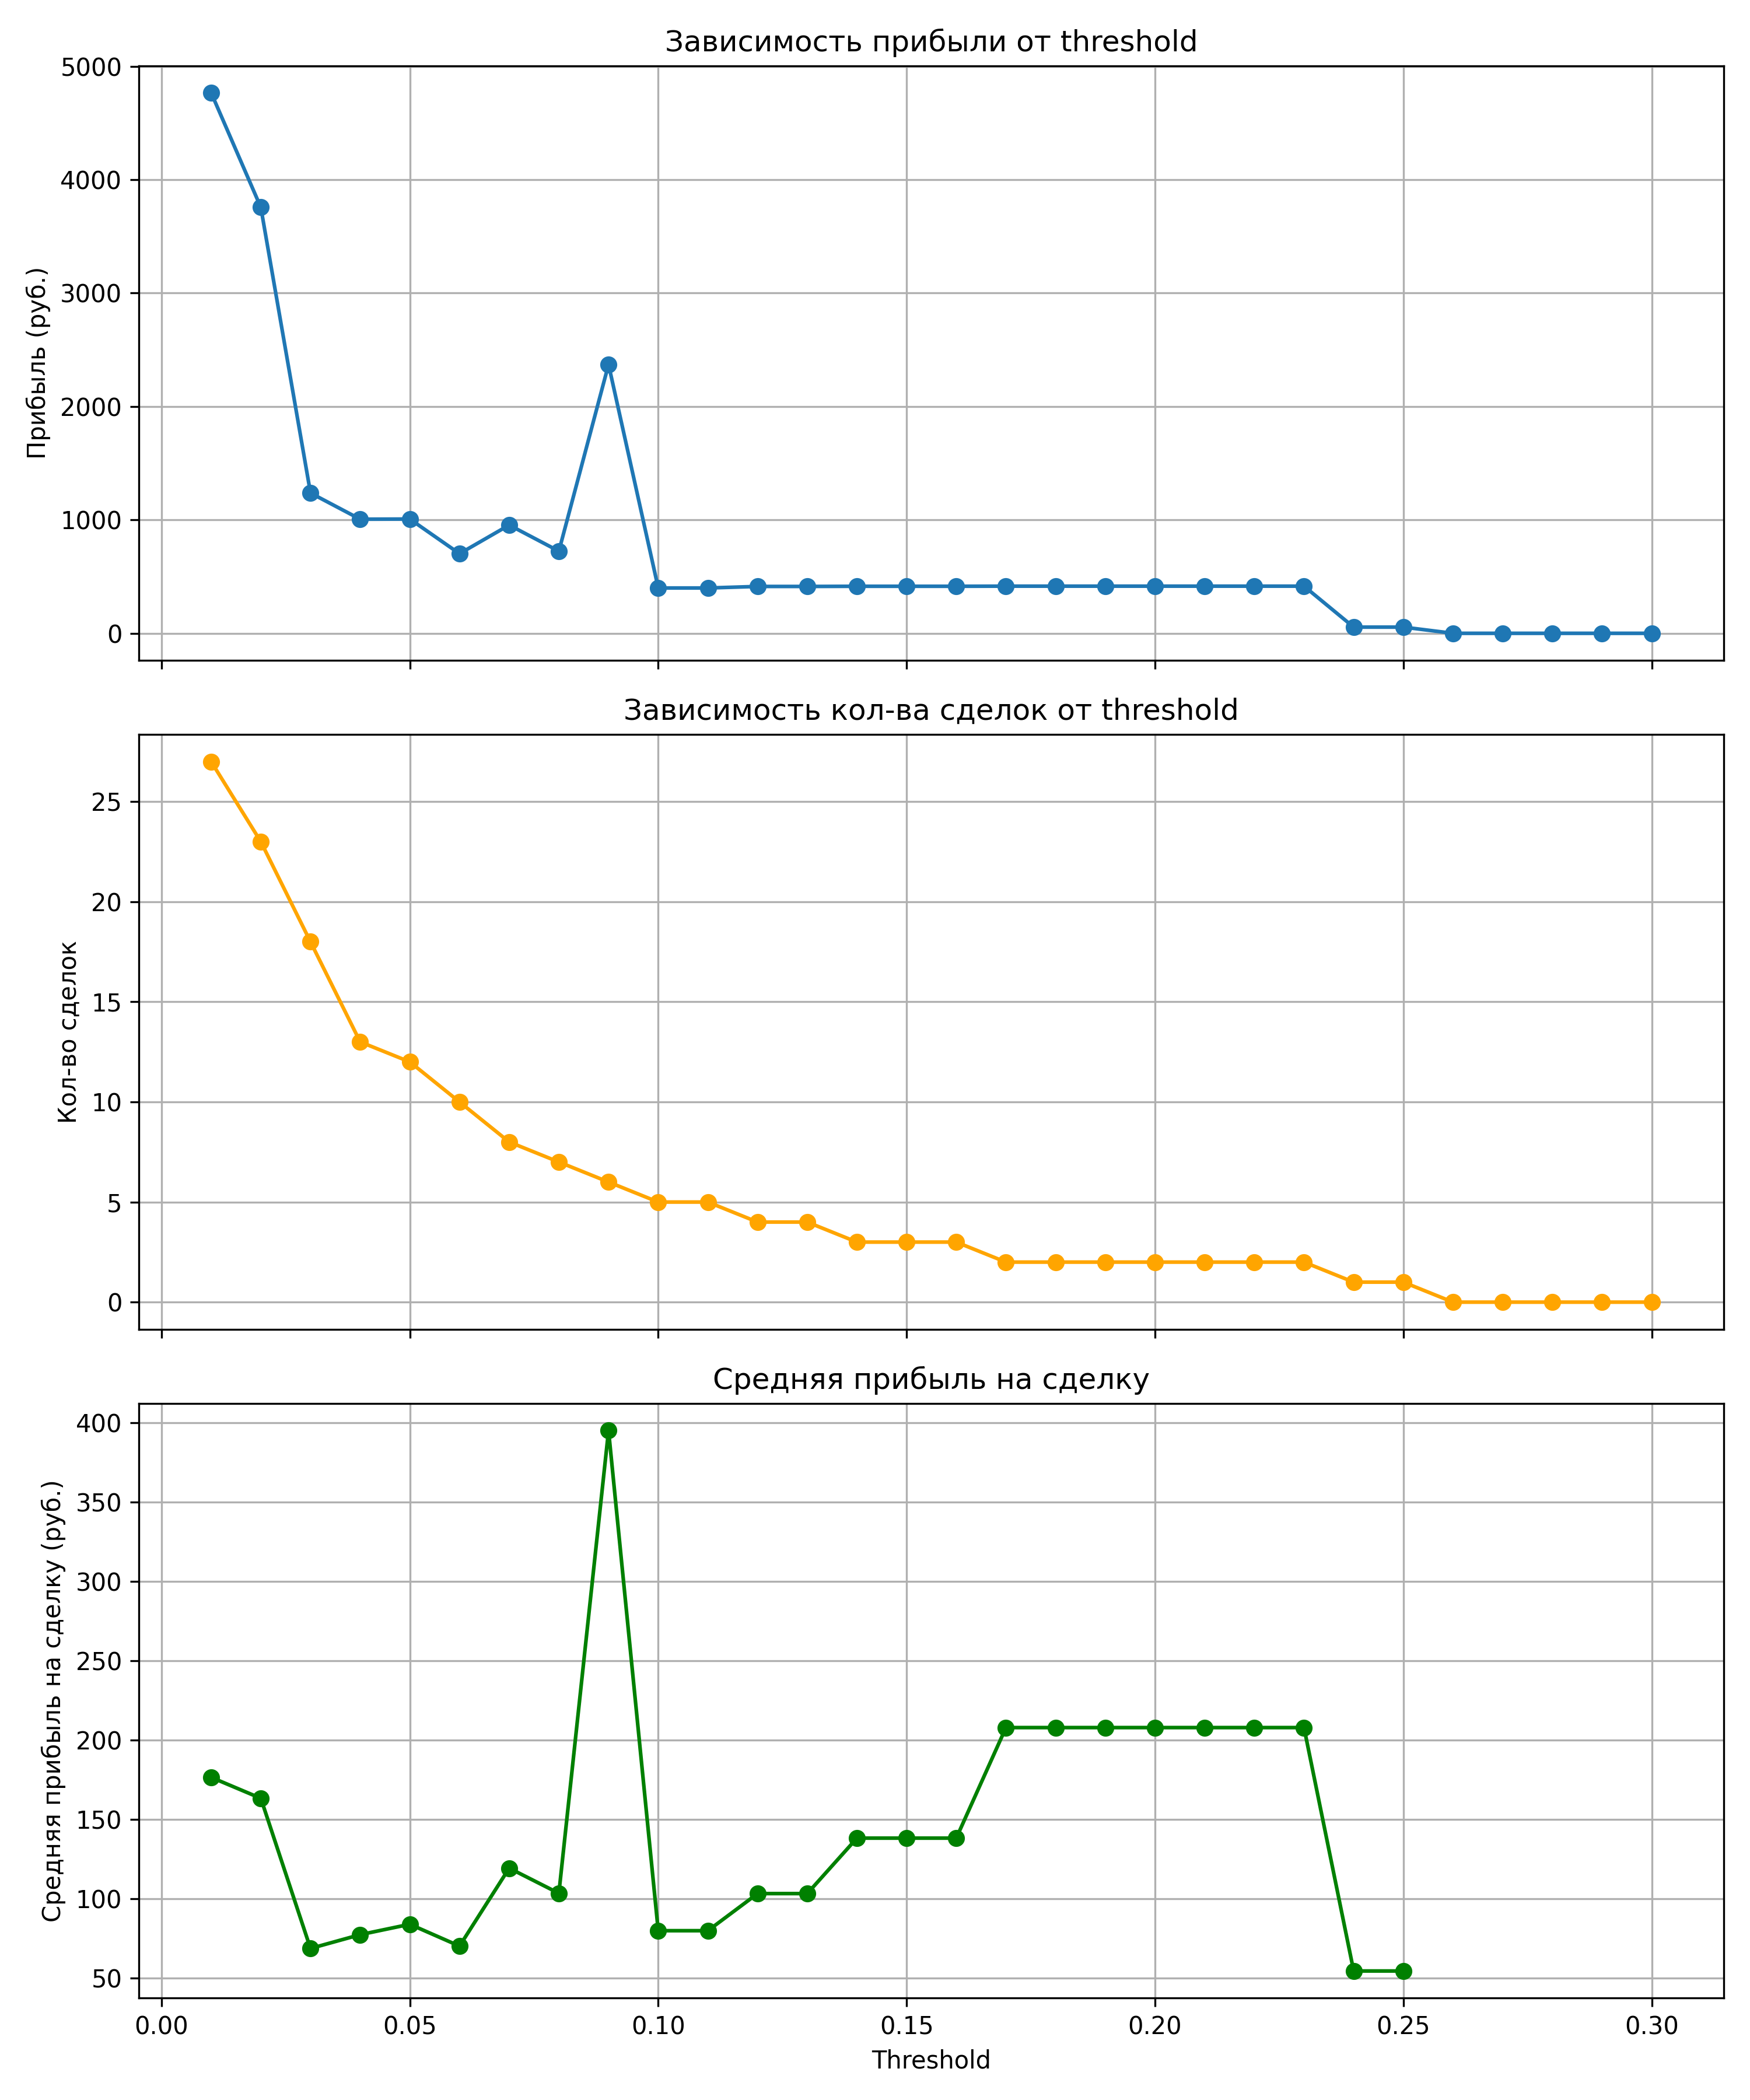 Зависимость прибыли от threshold
Прибыль (руб.)
5000
4000
3000
2000
1000
0
Зависимость кол-ва сделок от threshold
Кол-во сделок
25
20
15
10
5
0
Средняя прибыль на сделку
Средняя прибыль на сделку (руб.)
400
350
300
250
200
150
100
50
0.00 0.05 0.10 0.15 0.20 0.25 0.30
Threshold